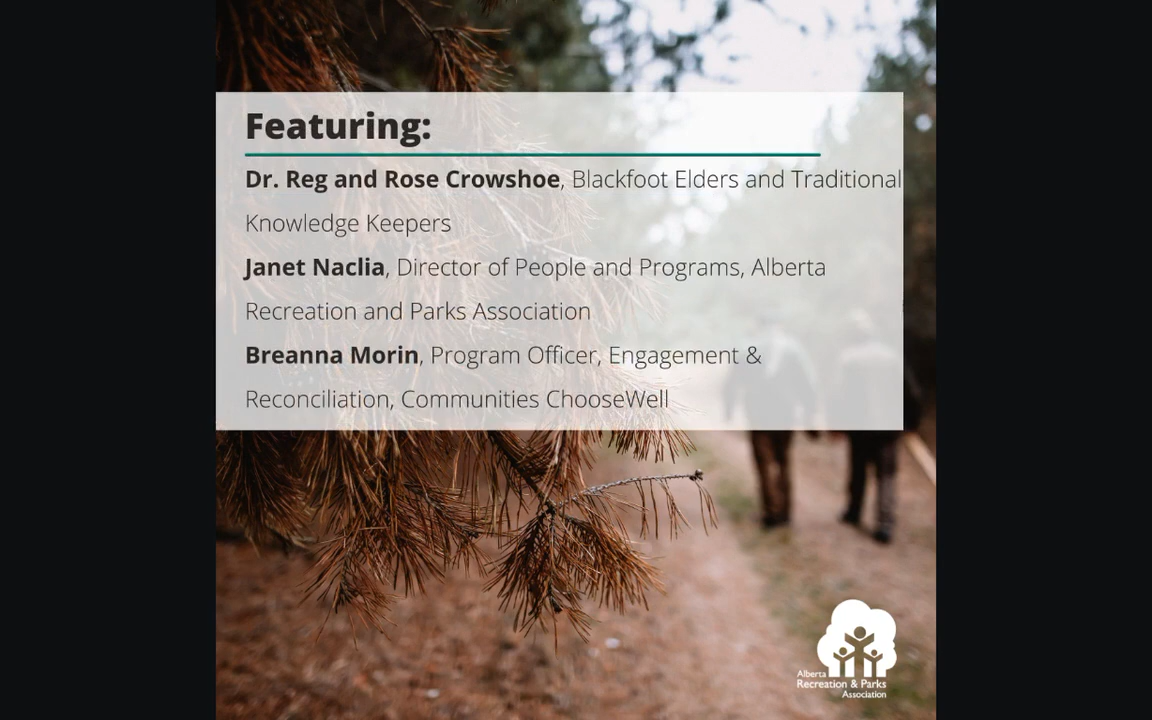 Featuring:
Dr. Reg and Rose Crowshoe, Blackfoot Elders and Traditional
Knowledge Keepers
Janet Naclia, Director of People and Programs, Alberta
Recreation and Parks Association
Breanna Morin, Program Officer, Engagement &
Reconciliation, Communities ChooseWell
Alberta
Recreation & Parks
Association